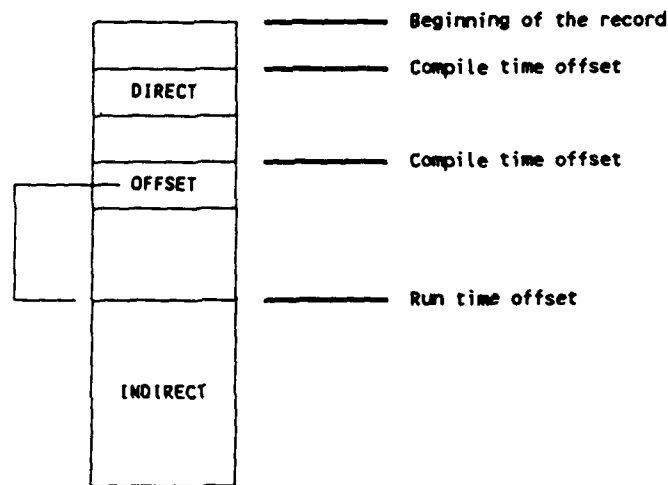 Beginning of the record
Compile time offset
DIRECT
Compile time offset
OFFSET
Run time offset
INDIRECT